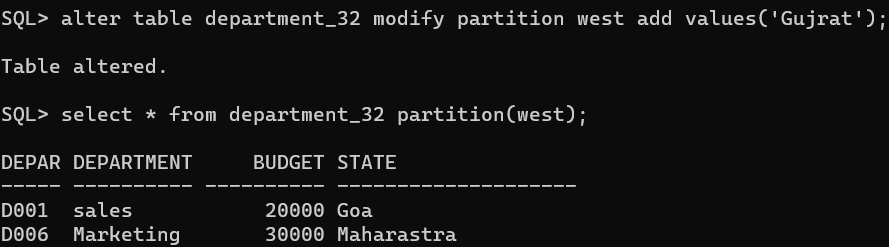 SQL> alter table department_32 modify partition west add values('Gujrat');
Table altered.
SQL> select * from department_32 partition(west);
DEPAR DEPARTMENT     BUDGET STATE
----- ---------- ---------- --------------------
D001  sales           20000 Goa
D006  Marketing       30000 Maharastra